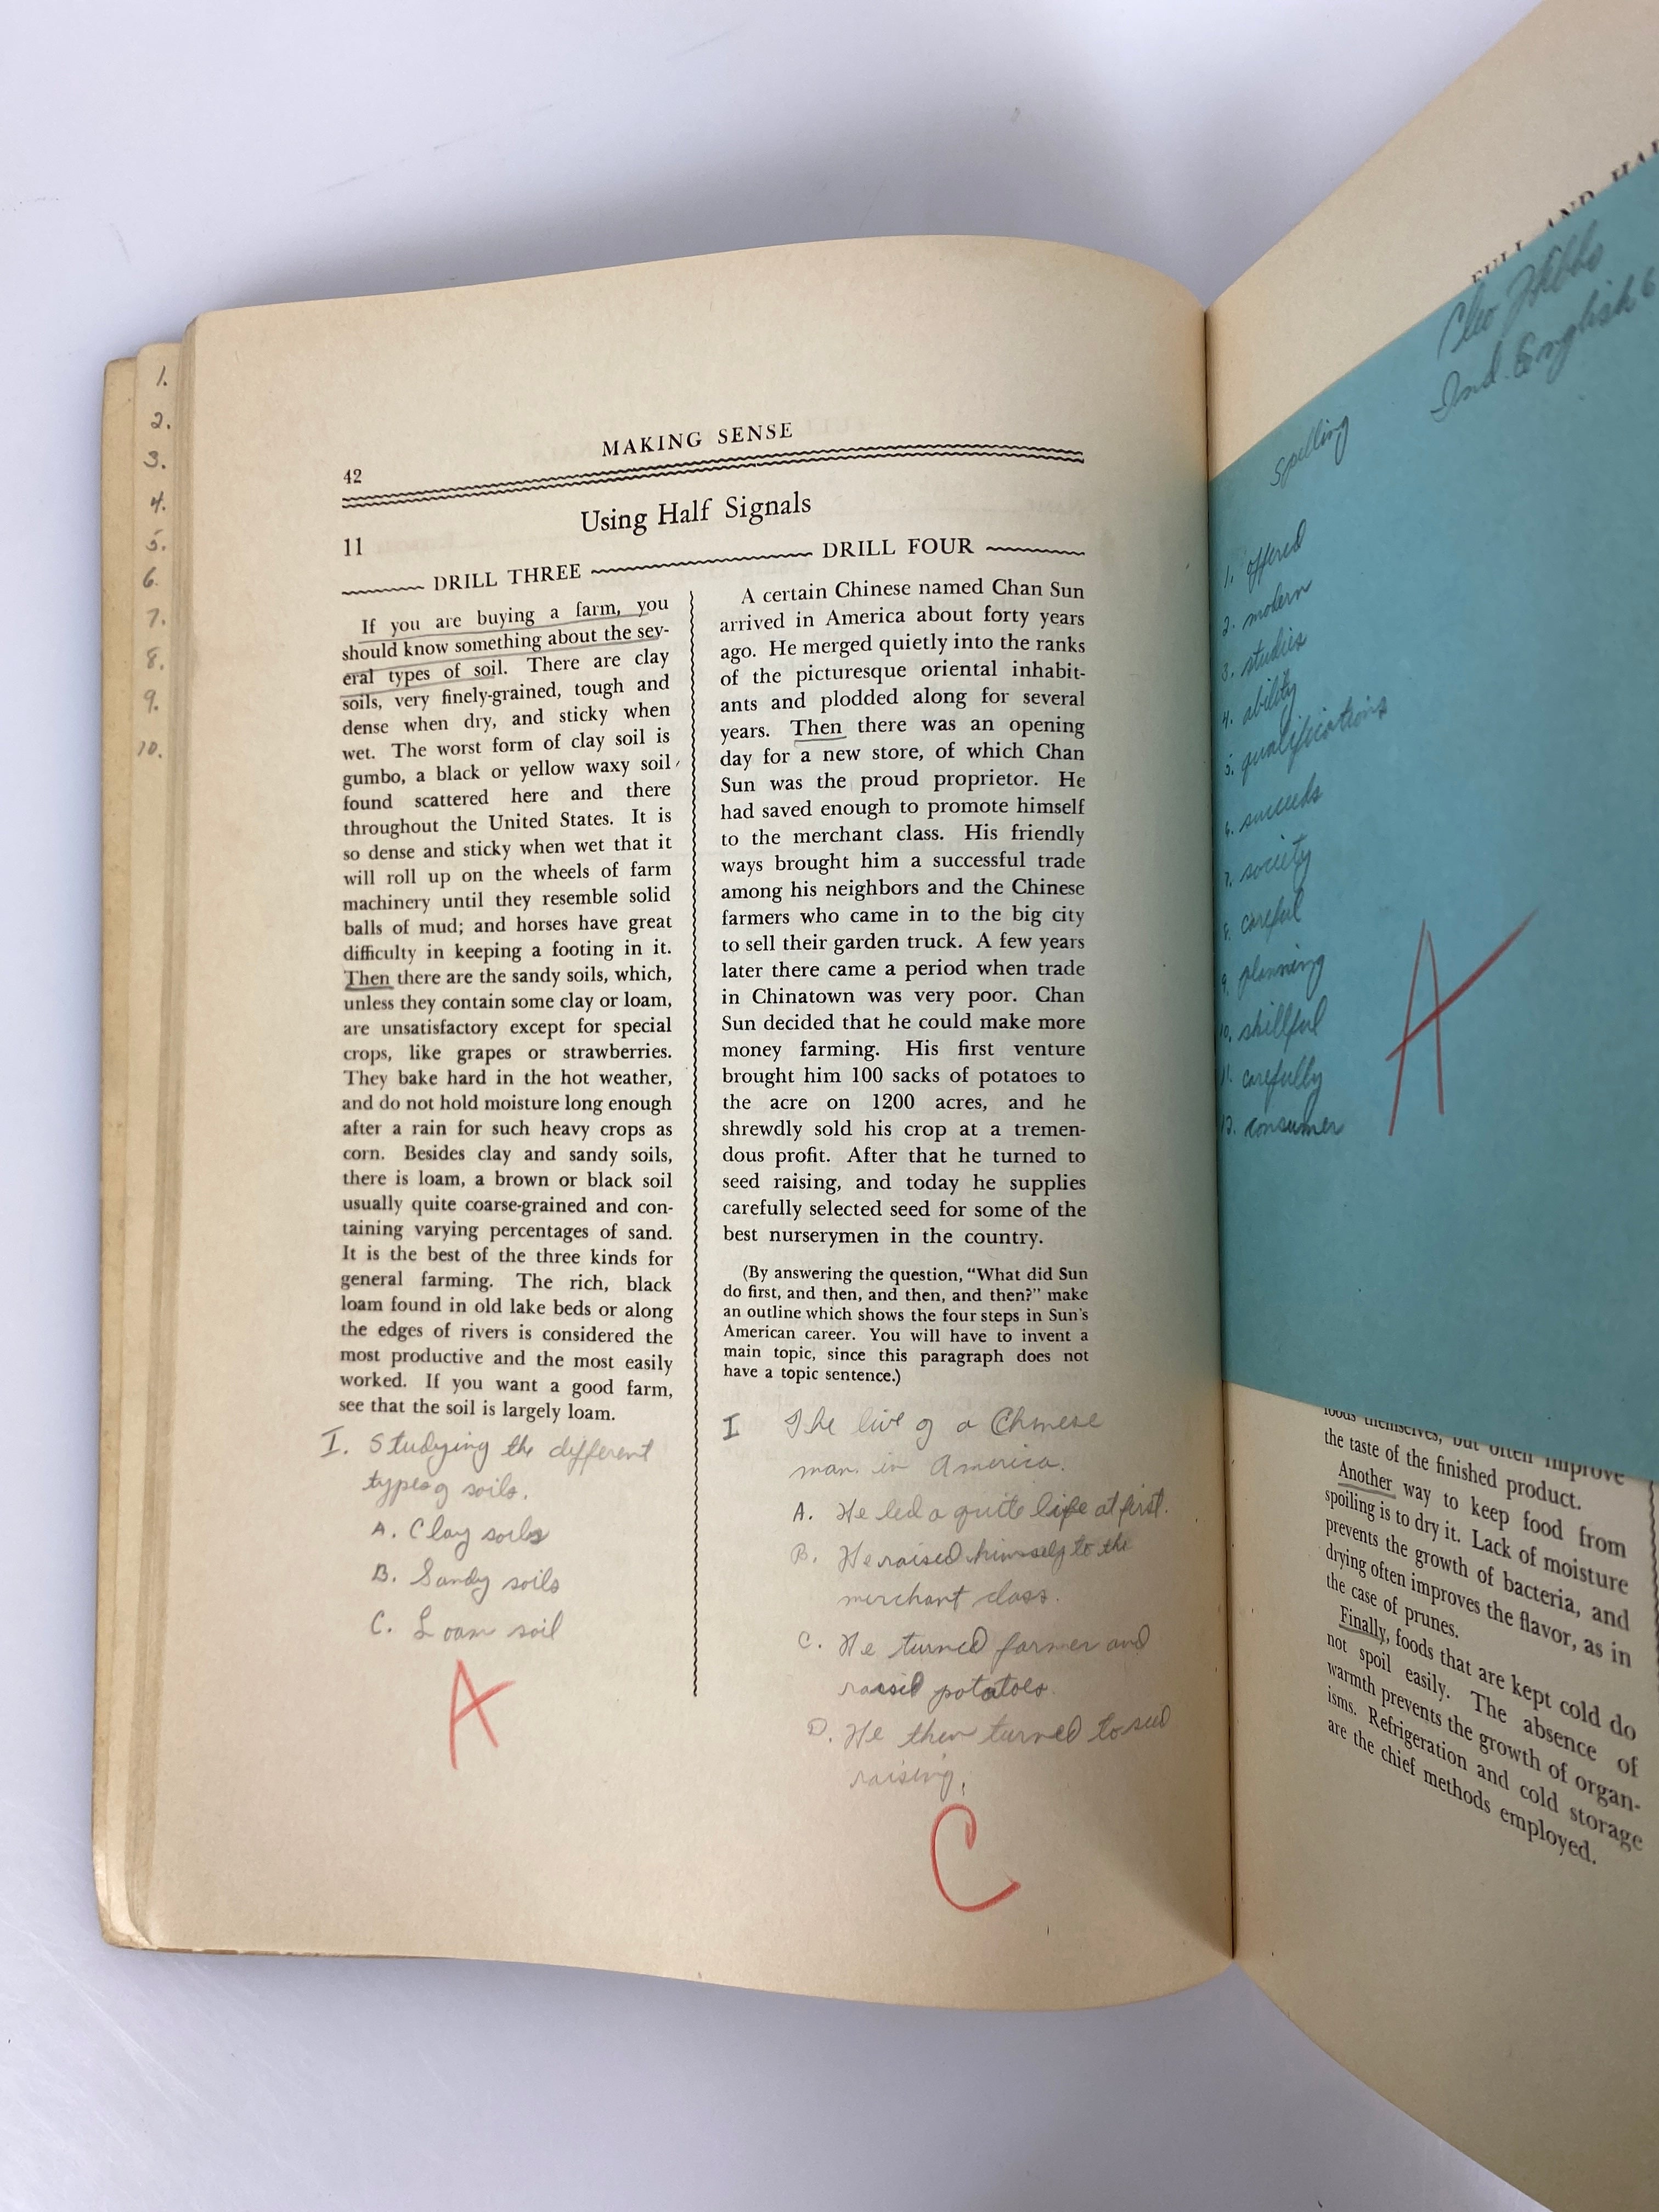 1.
2.
3.
4.
5.
6.
7.
8.
9.
10.
MAKING SENSE
42
Using Half Signals
11
DRILL THREE
If you are buying a farm, you
should know something about the sev-
eral types of soil. There are clay
soils, very finely-grained, tough and
dense when dry, and sticky when
wet. The worst form of clay soil is
gumbo, a black or yellow waxy soil
found scattered here and there
throughout the United States. It is
so dense and sticky when wet that it
will roll up on the wheels of farm
machinery until they resemble solid
balls of mud; and horses have great
difficulty in keeping a footing in it.
Then there are the sandy soils, which,
unless they contain some clay or loam,
are unsatisfactory except for special
crops, like grapes or strawberries.
They bake hard in the hot weather,
and do not hold moisture long enough
after a rain for such heavy crops as
corn. Besides clay and sandy soils,
there is loam, a brown or black soil
usually quite coarse-grained and con-
taining varying percentages of sand.
It is the best of the three kinds for
general farming. The rich, black
loam found in old lake beds or along
the edges of rivers is considered the
most productive and the most easily
worked. If you want a good farm,
see that the soil is largely loam.
I. Studying the different
types of soils.
A. Clay soils
B. Sandy soils
C. Loam soil
A
DRILL FOUR
A certain Chinese named Chan Sun
arrived in America about forty years
ago. He merged quietly into the ranks
of the picturesque oriental inhabit-
ants and plodded along for several
years. Then there was an opening
day for a new store, of which Chan
Sun was the proud proprietor. He
had saved enough to promote himself
to the merchant class. His friendly
ways brought him a successful trade
among his neighbors and the Chinese
farmers who came in to the big city
to sell their garden truck. A few years
later there came a period when trade
in Chinatown was very poor. Chan
Sun decided that he could make more
money farming. His first venture
brought him 100 sacks of potatoes to
the acre on 1200 acres, and he
shrewdly sold his crop at a tremen-
dous profit. After that he turned to
seed raising, and today he supplies
carefully selected seed for some of the
best nurserymen in the country.
(By answering the question, "What did Sun
do first, and then, and then, and then?" make
an outline which shows the four steps in Sun's
American career. You will have to invent a
main topic, since this paragraph does not
have a topic sentence.)
I The live of a Chinese
man in America.
A. He led a quite life at first.
B. He raised himself to the
merchant class.
C. He turned farmer and
raised potatoes.
D. He then turned to seed
raising.
C
FULL AND HAL
Cleo
Ind. English 6
Spelling
1. offered
2. modern
3. studies
4. ability
5. qualifications
6. succeeds
7. society
8. careful
9. planning
10. skillful
11. carefully
12. consumer
A
foods themselves, but often improve
the taste of the finished product.
Another way to keep food from
spoiling is to dry it. Lack of moisture
prevents the growth of bacteria, and
drying often improves the flavor, as in
the case of prunes.
Finally, foods that are kept cold do
not spoil easily. The absence of
warmth prevents the growth of organ-
isms. Refrigeration and cold storage
are the chief methods employed.